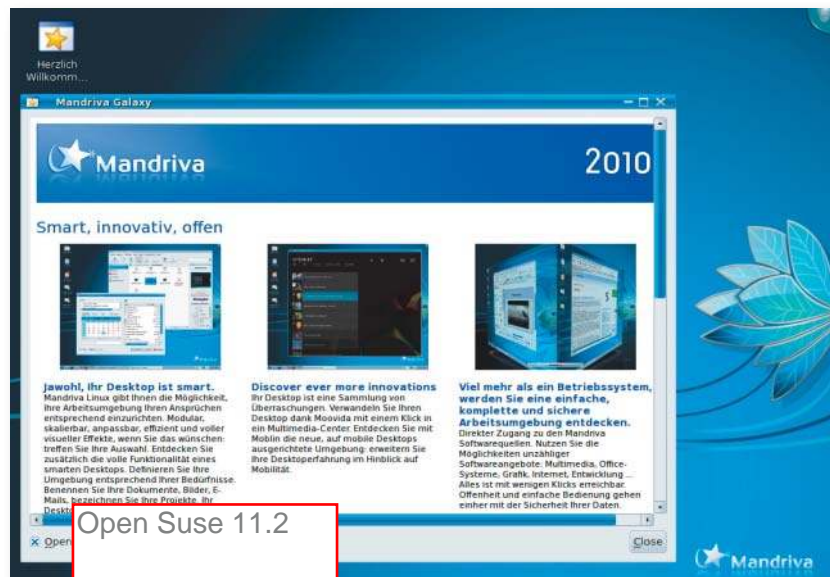 Herzlich
Willkomm...
Mandriva Galaxy
Mandriva
2010
Smart, innovativ, offen
Jawohl, Ihr Desktop ist smart.
Mandriva Linux gibt Ihnen die Möglichkeit,
Ihre Arbeitsumgebung Ihren Ansprüchen
entsprechend einzurichten. Modular,
skalierbar, anpassbar, effizient und voller
visueller Effekte, wenn Sie das wünschen:
treffen Sie Ihre Auswahl. Entdecken Sie
zusätzlich die volle Funktionalität eines
smarten Desktops. Definieren Sie Ihre
Umgebung entsprechend Ihrer Bedürfnisse.
Benennen Sie Ihre Dokumente, Bilder, E-
Mails, bezeichnen Sie Ihre Projekte. Ihr
Deskt
Discover ever more innovations
Ihr Desktop ist eine Sammlung von
Überraschungen. Verwandeln Sie Ihren
Desktop dank Moovida mit einem Klick in
ein Multimedia-Center. Entdecken Sie mit
Moblin die neue, auf mobile Desktops
ausgerichtete Umgebung: erweitern Sie
Ihre Desktoperfahrung im Hinblick auf
Mobilität.
Viel mehr als ein Betriebssystem,
werden Sie eine einfache,
komplette und sichere
Arbeitsumgebung entdecken.
Direkter Zugang zu den Mandriva
Softwarequellen. Nutzen Sie die
Möglichkeiten unzähliger
Softwareangebote: Multimedia, Office-
Systeme, Grafik, Internet, Entwicklung ...
Alles ist mit wenigen Klicks erreichbar.
Offenheit und einfache Bedienung gehen
einher mit der Sicherheit Ihrer Daten.
Open Suse 11.2
Open
Close
Mandriva